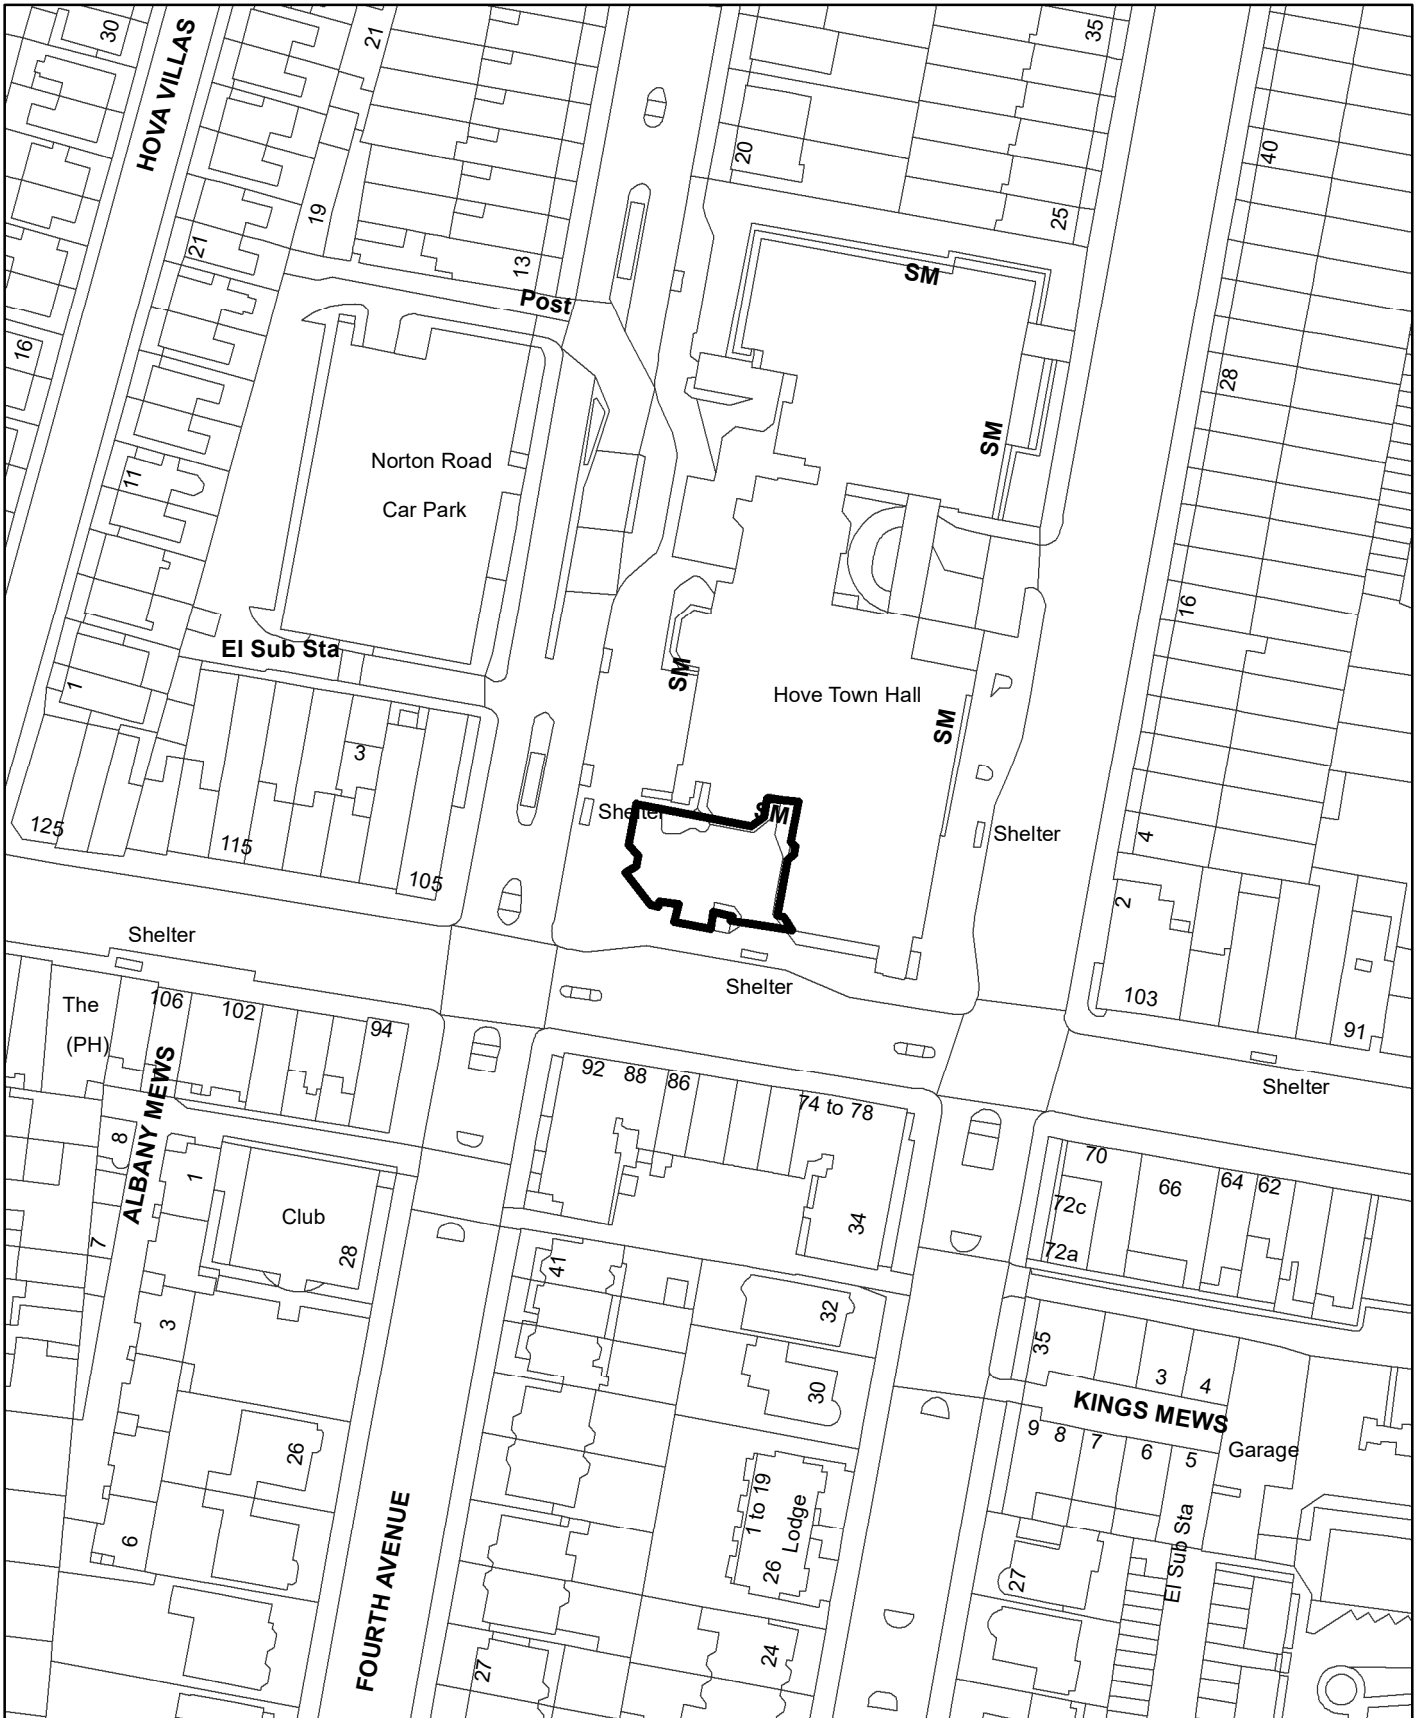 30
HOVA VILLAS
21
35
20
40
19
25
21
13
SM
Post
16
28
11
SM
Norton Road
Car Park
16
El Sub Sta
SM
1
Hove Town Hall
SM
3
Shelter
SM
Shelter
125
115
4
105
2
Shelter
Shelter
The
106
102
94
(PH)
103
91
92
88
86
74 to 78
Shelter
ALBANY MEWS
8
1
70
66
64
62
72c
Club
28
34
72a
7
41
3
32
35
30
3
4
KINGS MEWS
9
8
7
6
5
Garage
26
1 to 19
Lodge
26
6
FOURTH AVENUE
El Sub Sta
27
27
24